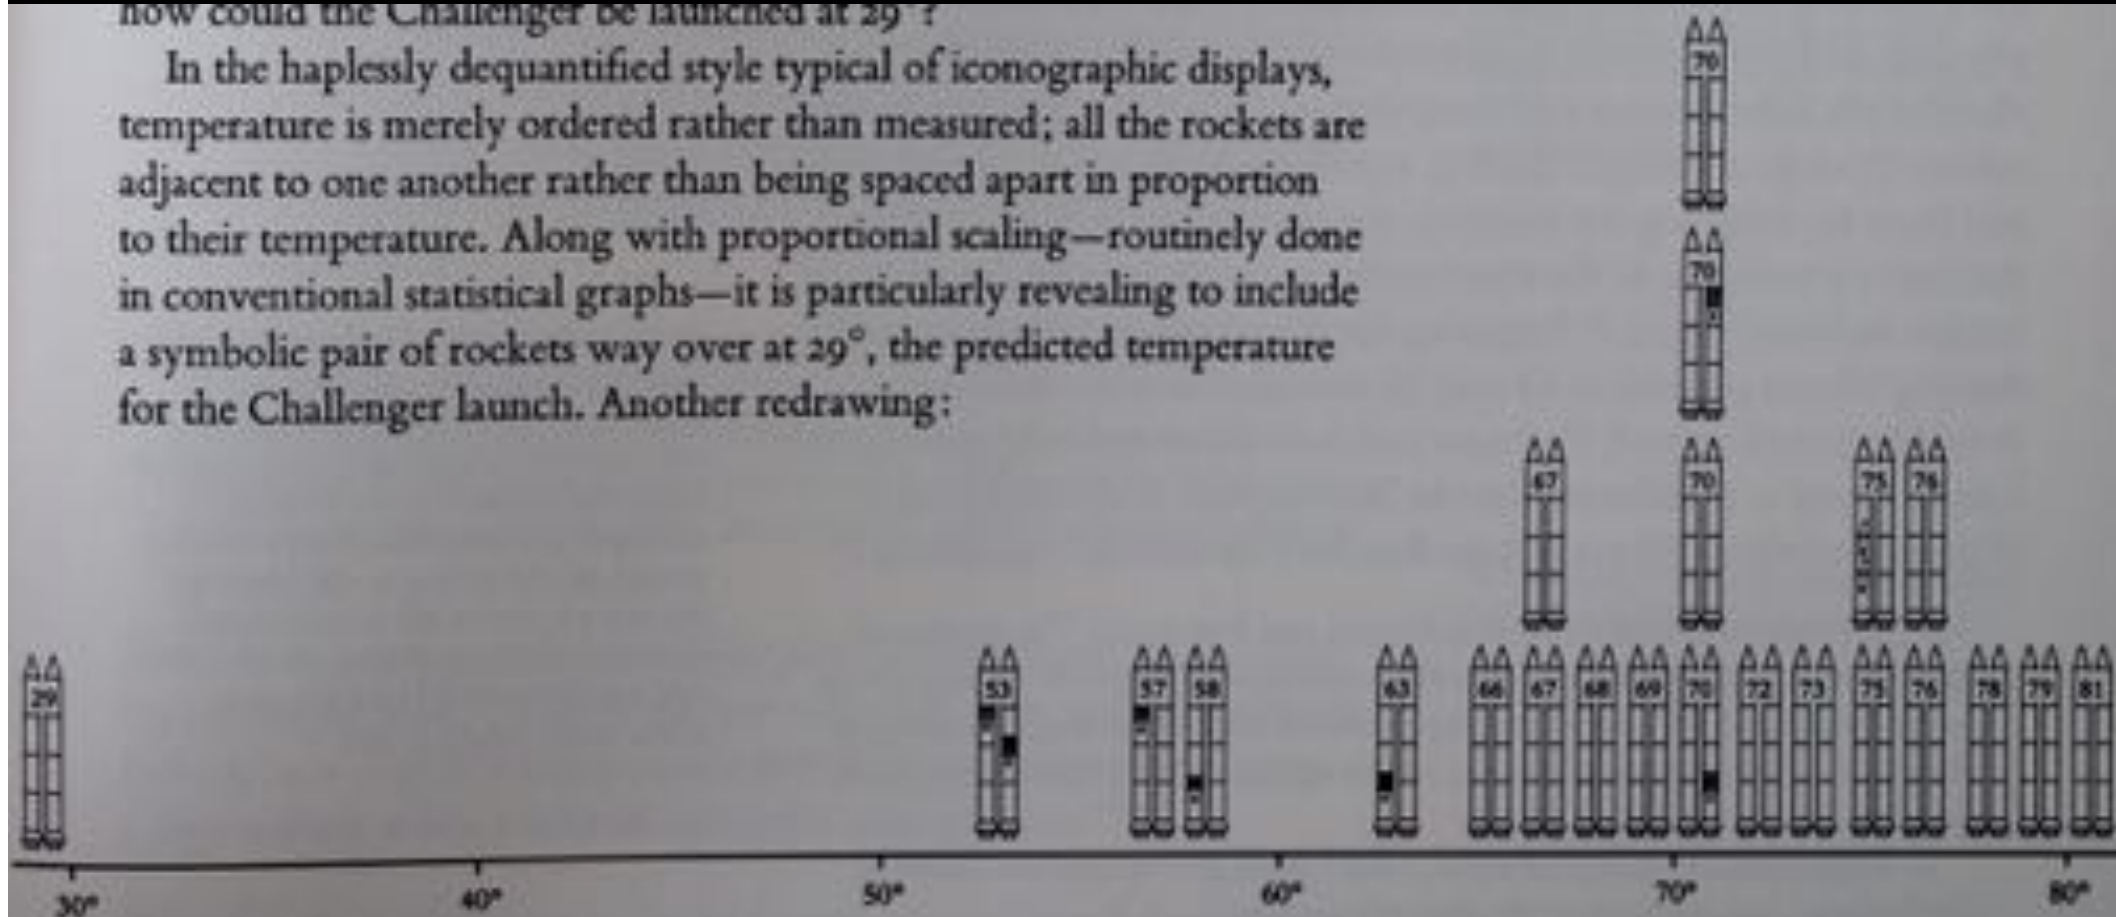 how could the Challenger be launched at 29°?
In the haplessly dequantified style typical of iconographic displays,
temperature is merely ordered rather than measured; all the rockets are
adjacent to one another rather than being spaced apart in proportion
to their temperature. Along with proportional scaling—routinely done
in conventional statistical graphs—it is particularly revealing to include
a symbolic pair of rockets way over at 29°, the predicted temperature
for the Challenger launch. Another redrawing:
70
70
67 70 75 76
29 53 57 58 63 66 67 68 69 70 72 73 75 76 78 79 81
30° 40° 50° 60° 70° 80°